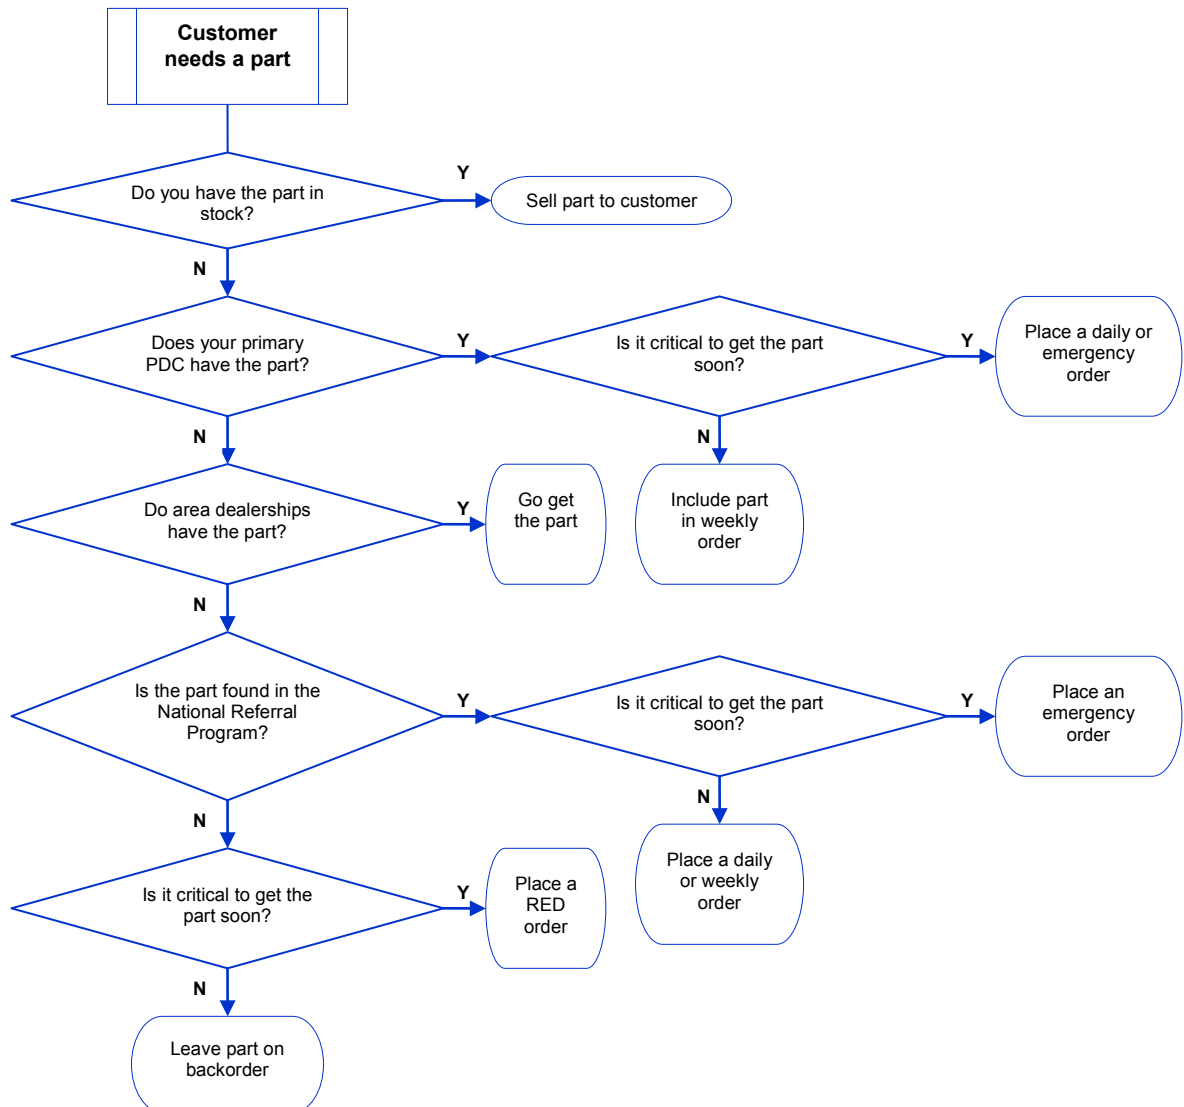 Customer
needs a part
Do you have the part in
stock?
Y
Sell part to customer
N
Does your primary
PDC have the part?
Y
Is it critical to get the part
soon?
Y
Place a daily or
emergency
order
N
N
Do area dealerships
have the part?
Y
Go get
the part
Include part
in weekly
order
N
Is the part found in the
National Referral
Program?
Y
Is it critical to get the part
soon?
Y
Place an
emergency
order
N
N
Place a daily
or weekly
order
Is it critical to get the
part soon?
Y
Place a
RED
order
N
Leave part on
backorder